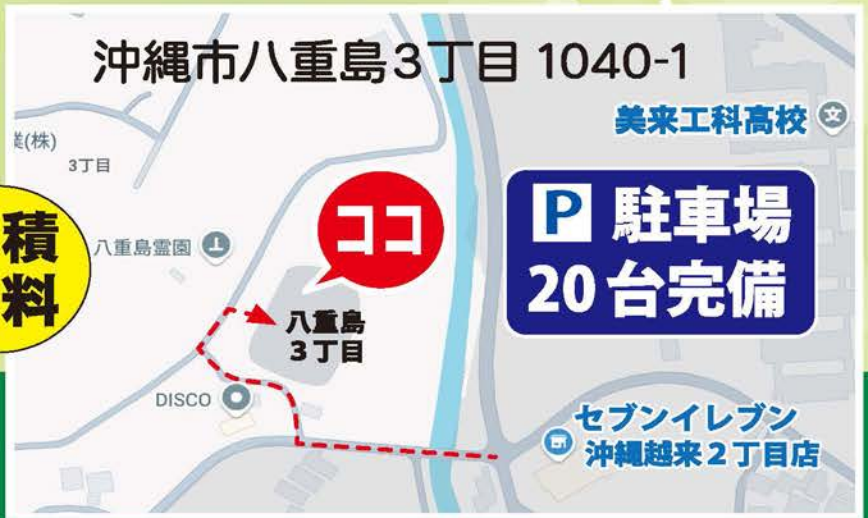 沖縄市八重島3丁目 1040-1
美来工科高校
文
業(株)
3丁目
積
料
八重島霊園
ココ
P 駐車場
20台完備
八重島
3丁目
DISCO
セブンイレブン
沖縄越来2丁目店